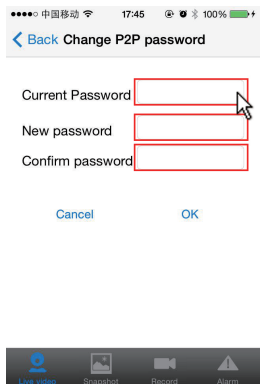 中国移动 17:45 100%
Back Change P2P password
Current Password
New password
Confirm password
Cancel OK
Live video Snapshot Record Alarm